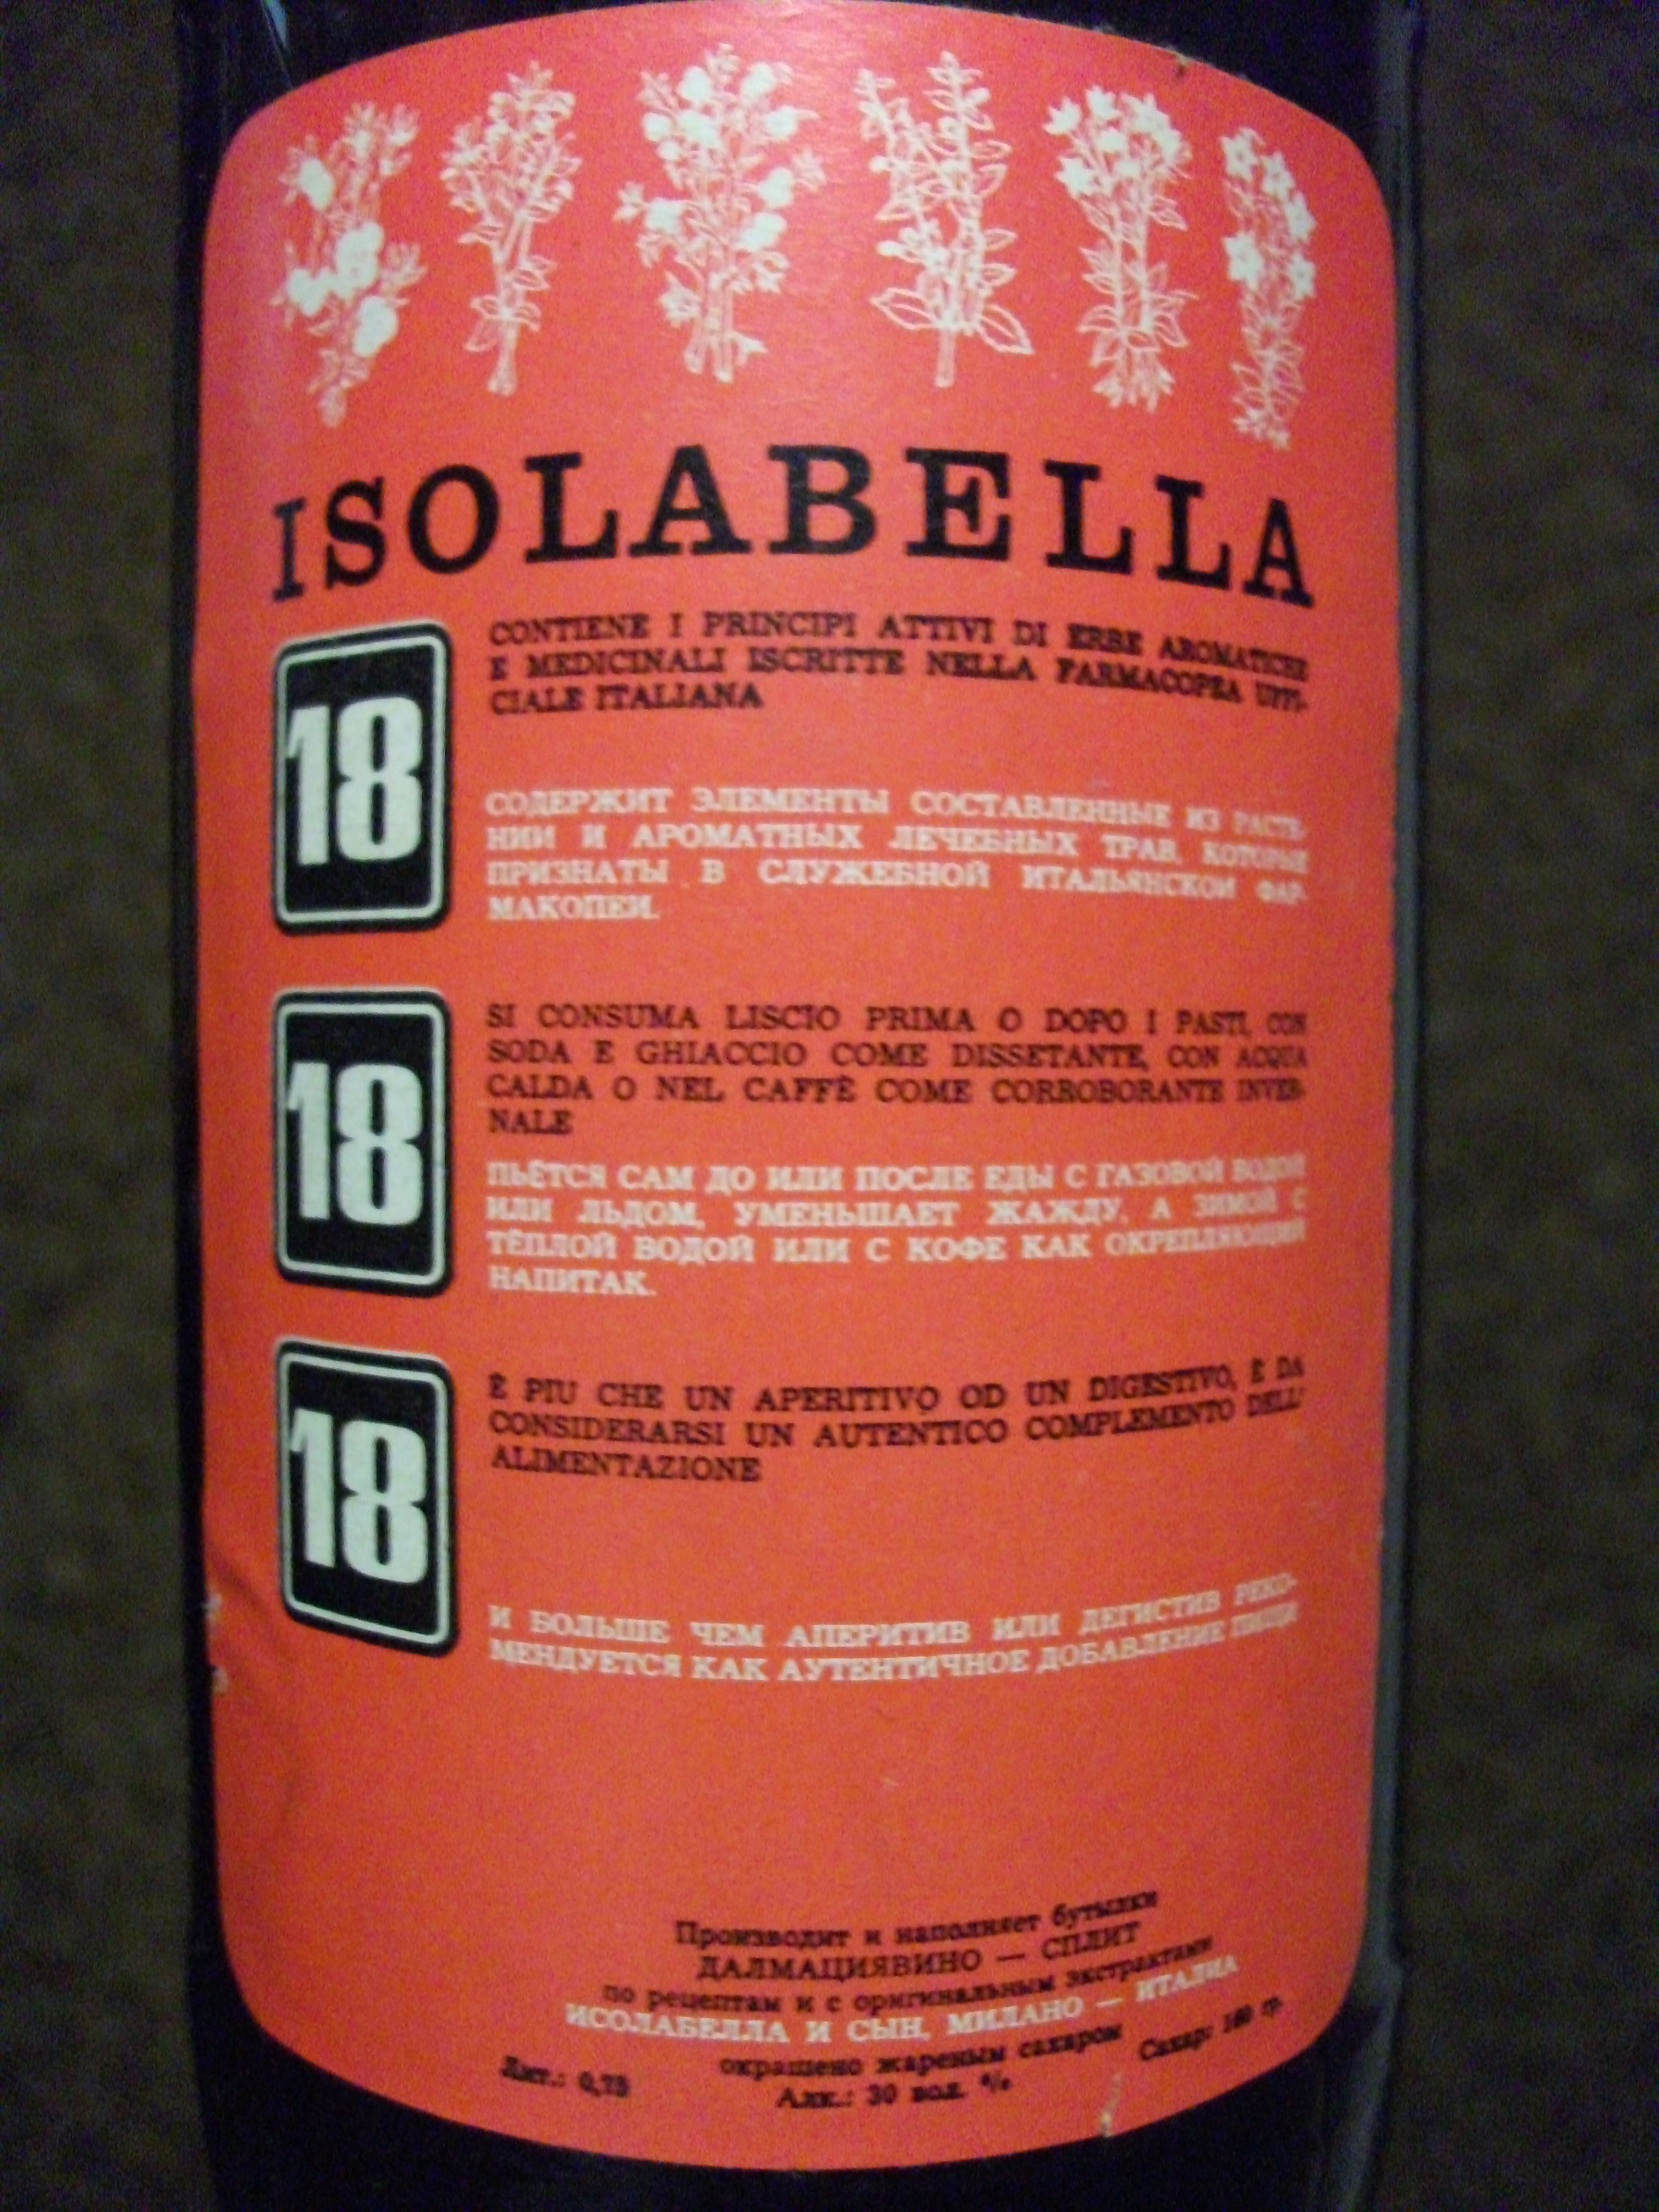 ISOLABELLA
18
CONTIENE I PRINCIPI ATTIVI DI ERBE AROMATICHE
E MEDICINALI ISCRITTE NELLA FARMACOPEA UFFI-
CIALE ITALIANA
СОДЕРЖИТ ЭЛЕМЕНТЫ СОСТАВЛЕННЫЕ ИЗ РАСТЕ-
НИИ И АРОМАТНЫХ ЛЕЧЕБНЫХ ТРАВ, КОТОРЫЕ
ПРИЗНАТЫ В СЛУЖЕБНОЙ ИТАЛЬЯНСКОИ ФАР-
МАКОПЕИ.
18
SI CONSUMA LISCIO PRIMA O DOPO I PASTI, CON
SODA E GHIACCIO COME DISSETANTE, CON ACQUA
CALDA O NEL CAFFÈ COME CORROBORANTE INVER-
NALE
ПЬЁТСЯ САМ ДО ИЛИ ПОСЛЕ ЕДЫ С ГАЗОВОЙ ВОДОЙ
ИЛИ ЛЬДОМ, УМЕНЬШАЕТ ЖАЖДУ, А ЗИМОЙ С
ТЁПЛОЙ ВОДОЙ ИЛИ С КОФЕ КАК ОКРЕПЛЯЮЩИЙ
НАПИТАК.
18
È PIU CHE UN APERITIVO OD UN DIGESTIVO, È DA
CONSIDERARSI UN AUTENTICO COMPLEMENTO DELL'
ALIMENTAZIONE
И БОЛЬШЕ ЧЕМ АПЕРИТИВ ИЛИ ДЕГИСТИВ РЕКО-
МЕНДУЕТСЯ КАК АУТЕНТИЧНОЕ ДОБАВЛЕНИЕ ПИЩИ
Производит и наполняет бутылки
ДАЛМАЦИЯВИНО — СПЛИТ
по рецептам и с оригинальным экстрактами
ИСОЛАБЕЛЛА И СЫН, МИЛАНО — ИТАЛИА
окрашено жареным сахаром
Лит.: 0,75 Алк.: 30 вол. % Сахар: 160 гр.